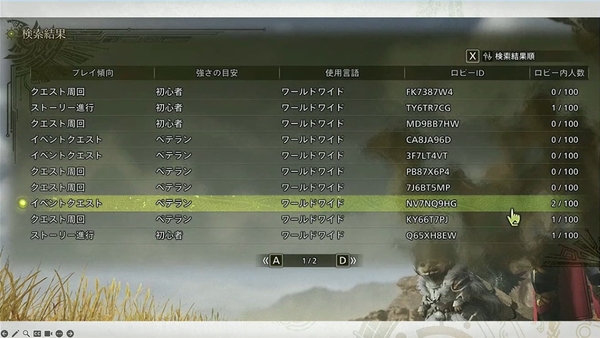 検索結果
X 検索結果順
プレイ傾向 強さの目安 使用言語 ロビーID ロビー内人数
クエスト周回 初心者 ワールドワイド FK7387W4 0/100
ストーリー進行 初心者 ワールドワイド TY6TR7CG 1/100
クエスト周回 初心者 ワールドワイド MD9BB7HW 0/100
イベントクエスト ベテラン ワールドワイド CA8JA96D 0/100
イベントクエスト ベテラン ワールドワイド 3F7LT4VT 0/100
クエスト周回 ベテラン ワールドワイド PB87X6P4 0/100
クエスト周回 ベテラン ワールドワイド 7J6BT5MP 0/100
イベントクエスト ベテラン ワールドワイド NV7NQ9HG 2/100
クエスト周回 ベテラン ワールドワイド KY66T7PJ 1/100
ストーリー進行 初心者 ワールドワイド Q65XH8EW 1/100
A 1/2 D